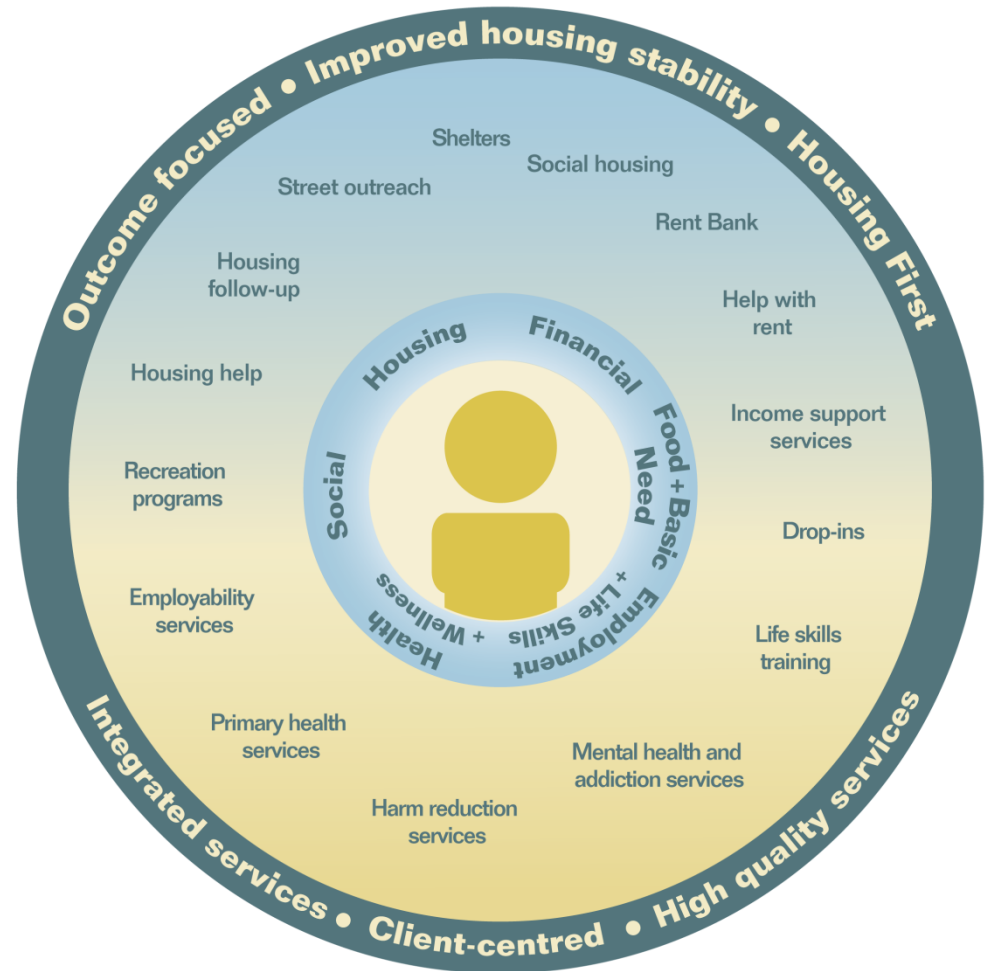 Outcome focused • Improved housing stability • Housing First
Shelters
Social housing
Street outreach
Rent Bank
Housing
follow-up
Help with
rent
Housing help
Income support
services
Recreation
programs
Drop-ins
Employability
services
Life skills
training
Primary health
services
Mental health and
addiction services
Harm reduction
services
Housing
Financial
Food + Basic
Need
Employment
+ Life Skills
Health
+ Wellness
Social
Integrated services • Client-centred • High quality services